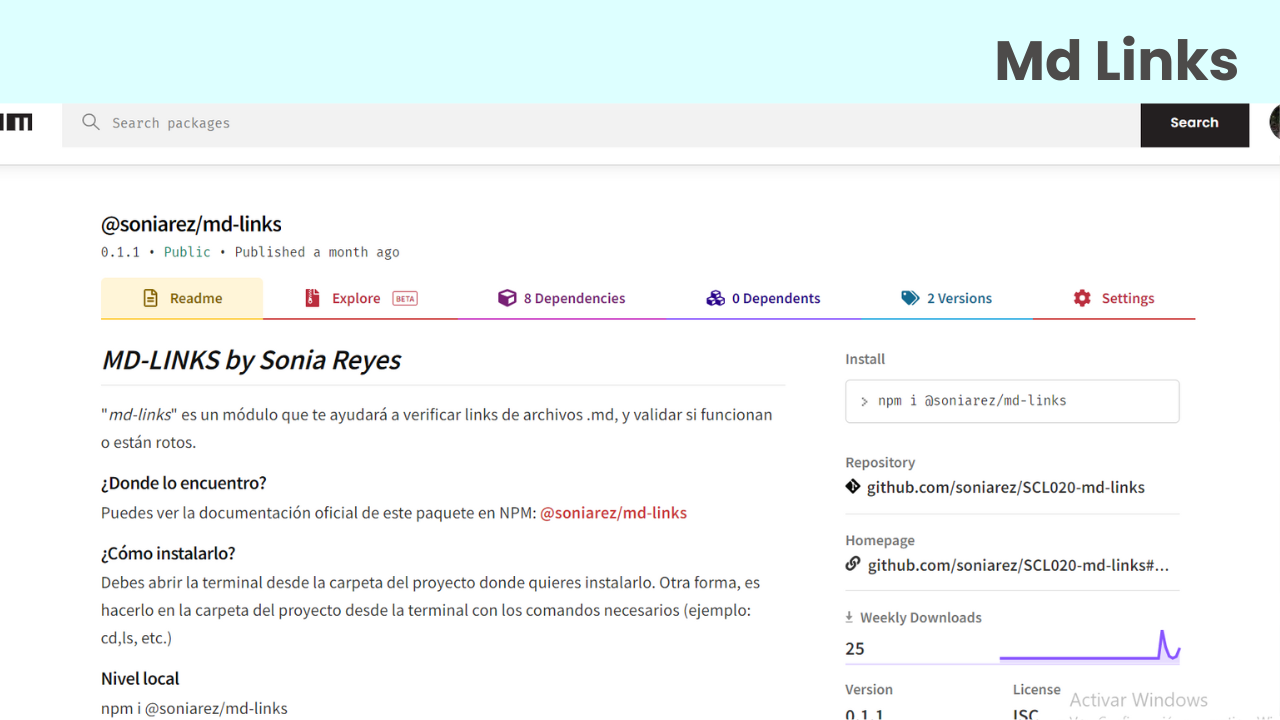 Md Links
Search packages
Search
@soniarez/md-links
0.1.1 • Public • Published a month ago
Readme
Explore BETA
8 Dependencies
0 Dependents
2 Versions
Settings
MD-LINKS by Sonia Reyes
"md-links" es un módulo que te ayudará a verificar links de archivos .md, y validar si funcionan
o están rotos.
¿Donde lo encuentro?
Puedes ver la documentación oficial de este paquete en NPM: @soniarez/md-links
¿Cómo instalarlo?
Debes abrir la terminal desde la carpeta del proyecto donde quieres instalarlo. Otra forma, es
hacerlo en la carpeta del proyecto desde la terminal con los comandos necesarios (ejemplo:
cd,ls, etc.)
Nivel local
npm i @soniarez/md-links
Install
> npm i @soniarez/md-links
Repository
github.com/soniarez/SCL020-md-links
Homepage
github.com/soniarez/SCL020-md-links#...
Weekly Downloads
25
Version
License
0.1.1
ISC
Activar Windows